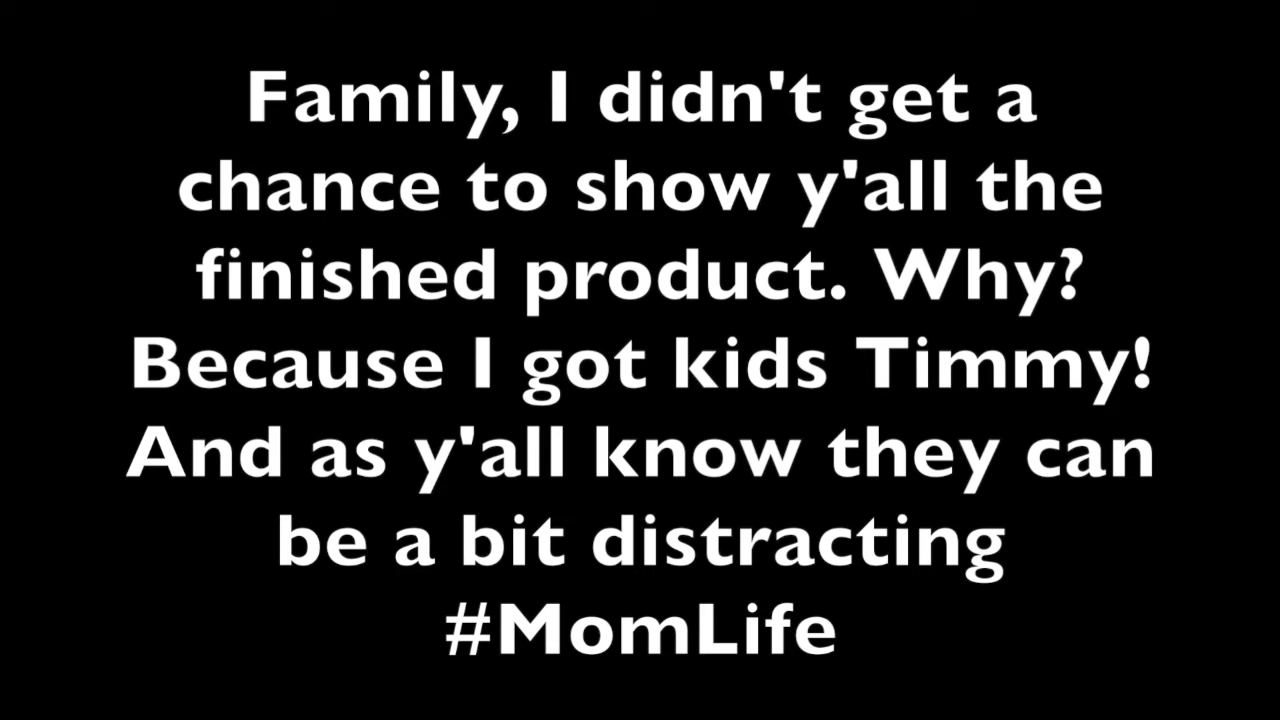 Family, I didn't get a
chance to show y'all the
finished product. Why?
Because I got kids Timmy!
And as y'all know they can
be a bit distracting
#MomLife